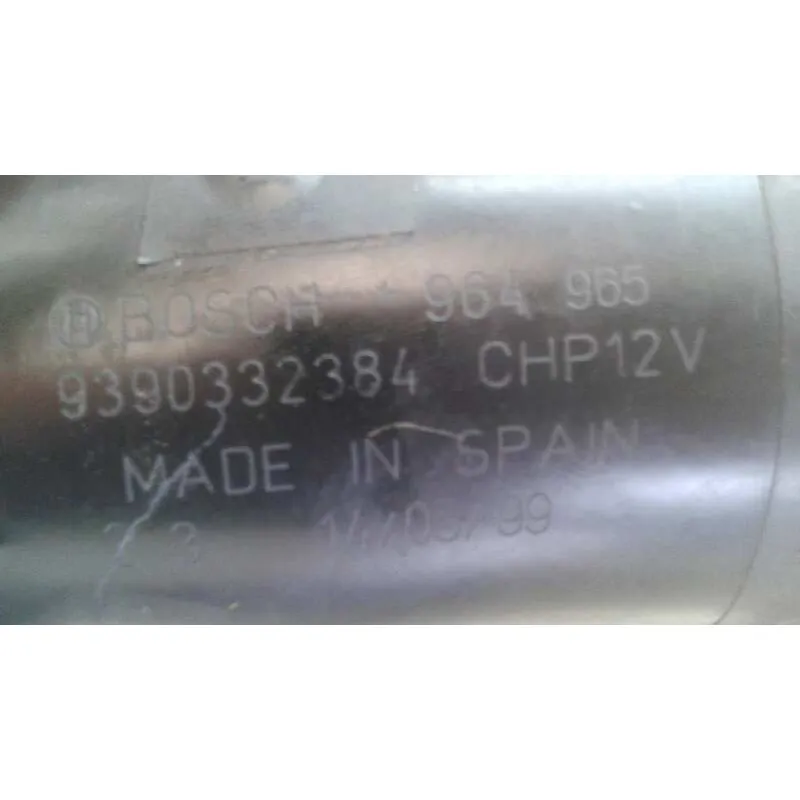 BOSCH 964 965
9390332384 CHP12V
MADE IN SPAIN